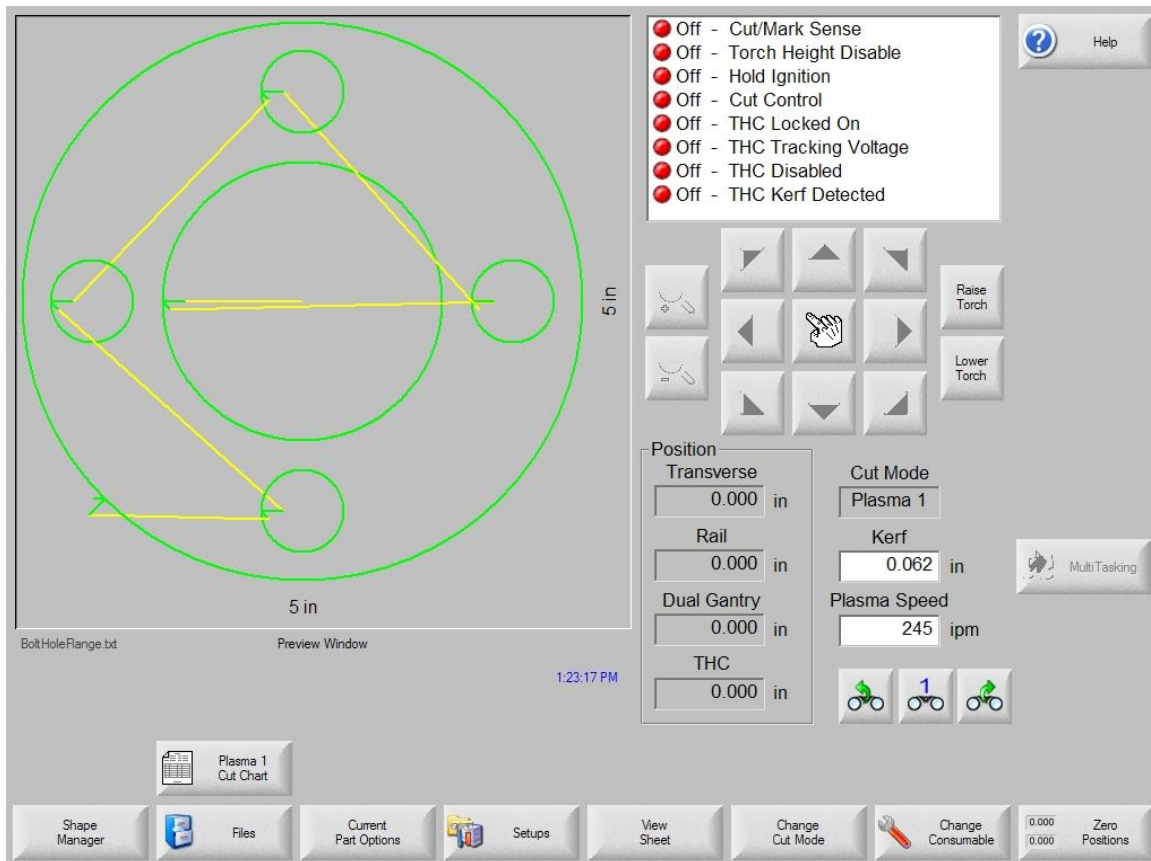 Off - Cut/Mark Sense
Off - Torch Height Disable
Off - Hold Ignition
Off - Cut Control
Off - THC Locked On
Off - THC Tracking Voltage
Off - THC Disabled
Off - THC Kerf Detected
Help
5 in
5 in
BoltHoleFlange.txt
Preview Window
1:23:17 PM
Raise
Torch
Lower
Torch
Position
Transverse
0.000 in
Rail
0.000 in
Dual Gantry
0.000 in
THC
0.000 in
Cut Mode
Plasma 1
Kerf
0.062 in
Plasma Speed
245 ipm
1
MultiTasking
Plasma 1
Cut Chart
Shape
Manager
Files
Current
Part Options
Setups
View
Sheet
Change
Cut Mode
Change
Consumable
0.000
0.000
Zero
Positions